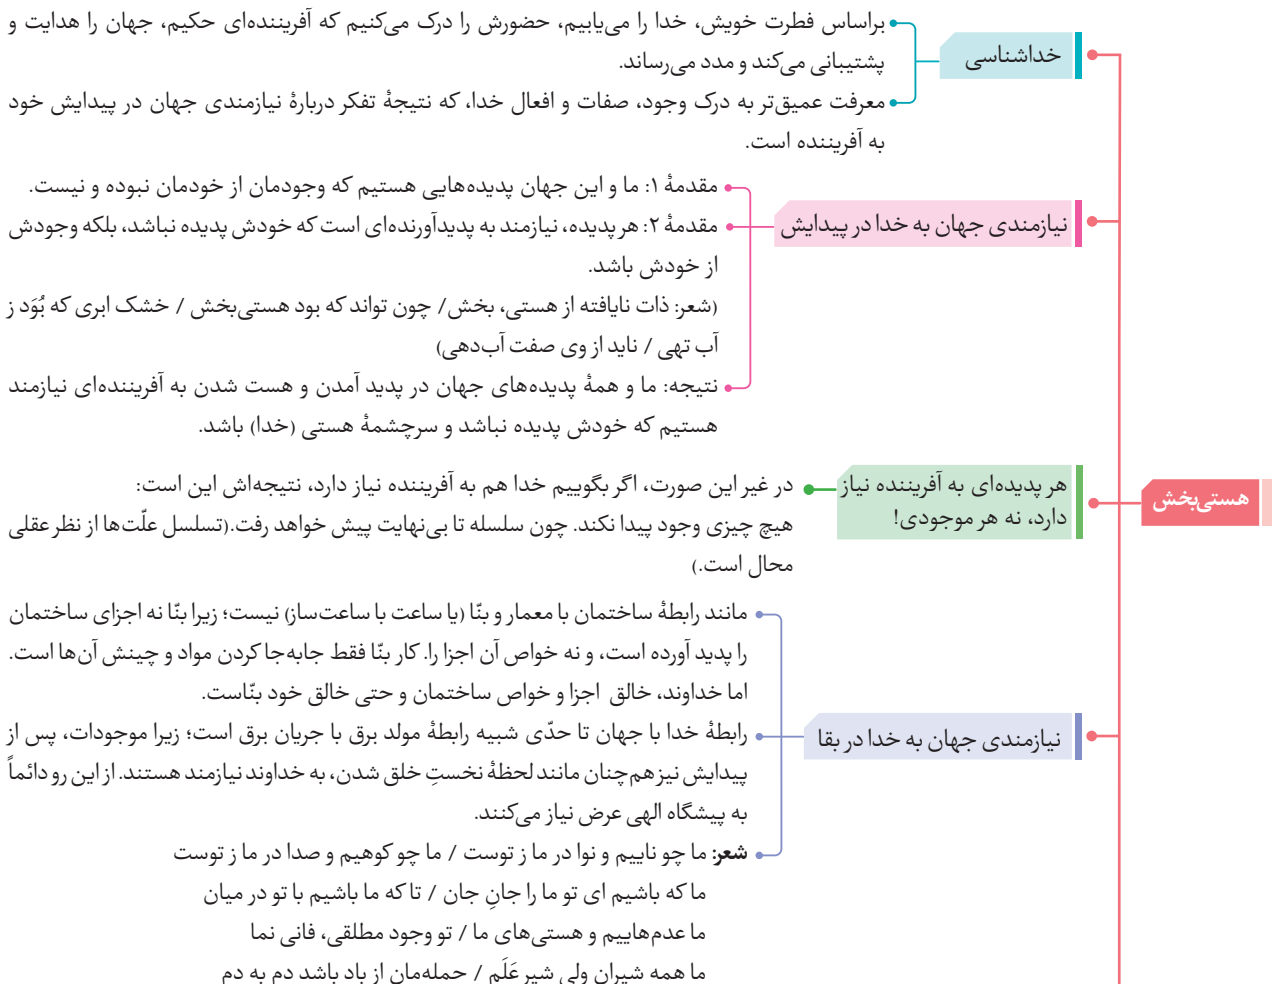 هستی‌بخش
خداشناسی
براساس فطرت خویش، خدا را می‌یابیم، حضورش را درک می‌کنیم که آفریننده‌ای حکیم، جهان را هدایت و
پشتیبانی می‌کند و مدد می‌رساند.
معرفت عمیق‌تر به درک وجود، صفات و افعال خدا، که نتیجهٔ تفکر دربارهٔ نیازمندی جهان در پیدایش خود
به آفریننده است.
نیازمندی جهان به خدا در پیدایش
مقدمهٔ ۱: ما و این جهان پدیده‌هایی هستیم که وجودمان از خودمان نبوده و نیست.
مقدمهٔ ۲: هر پدیده، نیازمند به پدیدآورنده‌ای است که خودش پدیده نباشد، بلکه وجودش
از خودش باشد.
(شعر: ذات نایافته از هستی، بخش/ چون تواند که بود هستی‌بخش / خشک ابری که بُوَد ز
آب تهی / ناید از وی صفت آب‌دهی)
نتیجه: ما و همهٔ پدیده‌های جهان در پدید آمدن و هست شدن به آفریننده‌ای نیازمند
هستیم که خودش پدیده نباشد و سرچشمهٔ هستی (خدا) باشد.
هر پدیده‌ای به آفریننده نیاز
دارد، نه هر موجودی!
در غیر این صورت، اگر بگوییم خدا هم به آفریننده نیاز دارد، نتیجه‌اش این است:
هیچ چیزی وجود پیدا نکند. چون سلسله تا بی‌نهایت پیش خواهد رفت.(تسلسل علّت‌ها از نظر عقلی
محال است.)
نیازمندی جهان به خدا در بقا
مانند رابطهٔ ساختمان با معمار و بنّا (یا ساعت با ساعت‌ساز) نیست؛ زیرا بنّا نه اجزای ساختمان
را پدید آورده است، و نه خواص آن اجزا را. کار بنّا فقط جابه‌جا کردن مواد و چینش آن‌ها است.
اما خداوند، خالق اجزا و خواص ساختمان و حتی خالق خود بنّاست.
رابطهٔ خدا با جهان تا حدّی شبیه رابطهٔ مولد برق با جریان برق است؛ زیرا موجودات، پس از
پیدایش نیز هم‌چنان مانند لحظهٔ نخستِ خلق شدن، به خداوند نیازمند هستند. از این رو دائماً
به پیشگاه الهی عرض نیاز می‌کنند.
شعر: ما چو ناییم و نوا در ما ز توست / ما چو کوهیم و صدا در ما ز توست
ما که باشیم ای تو ما را جانِ جان / تا که ما باشیم با تو در میان
ما عدم‌هاییم و هستی‌های ما / تو وجود مطلقی، فانی نما
ما همه شیران ولی شیر عَلَم / حمله‌مان از باد باشد دم به دم